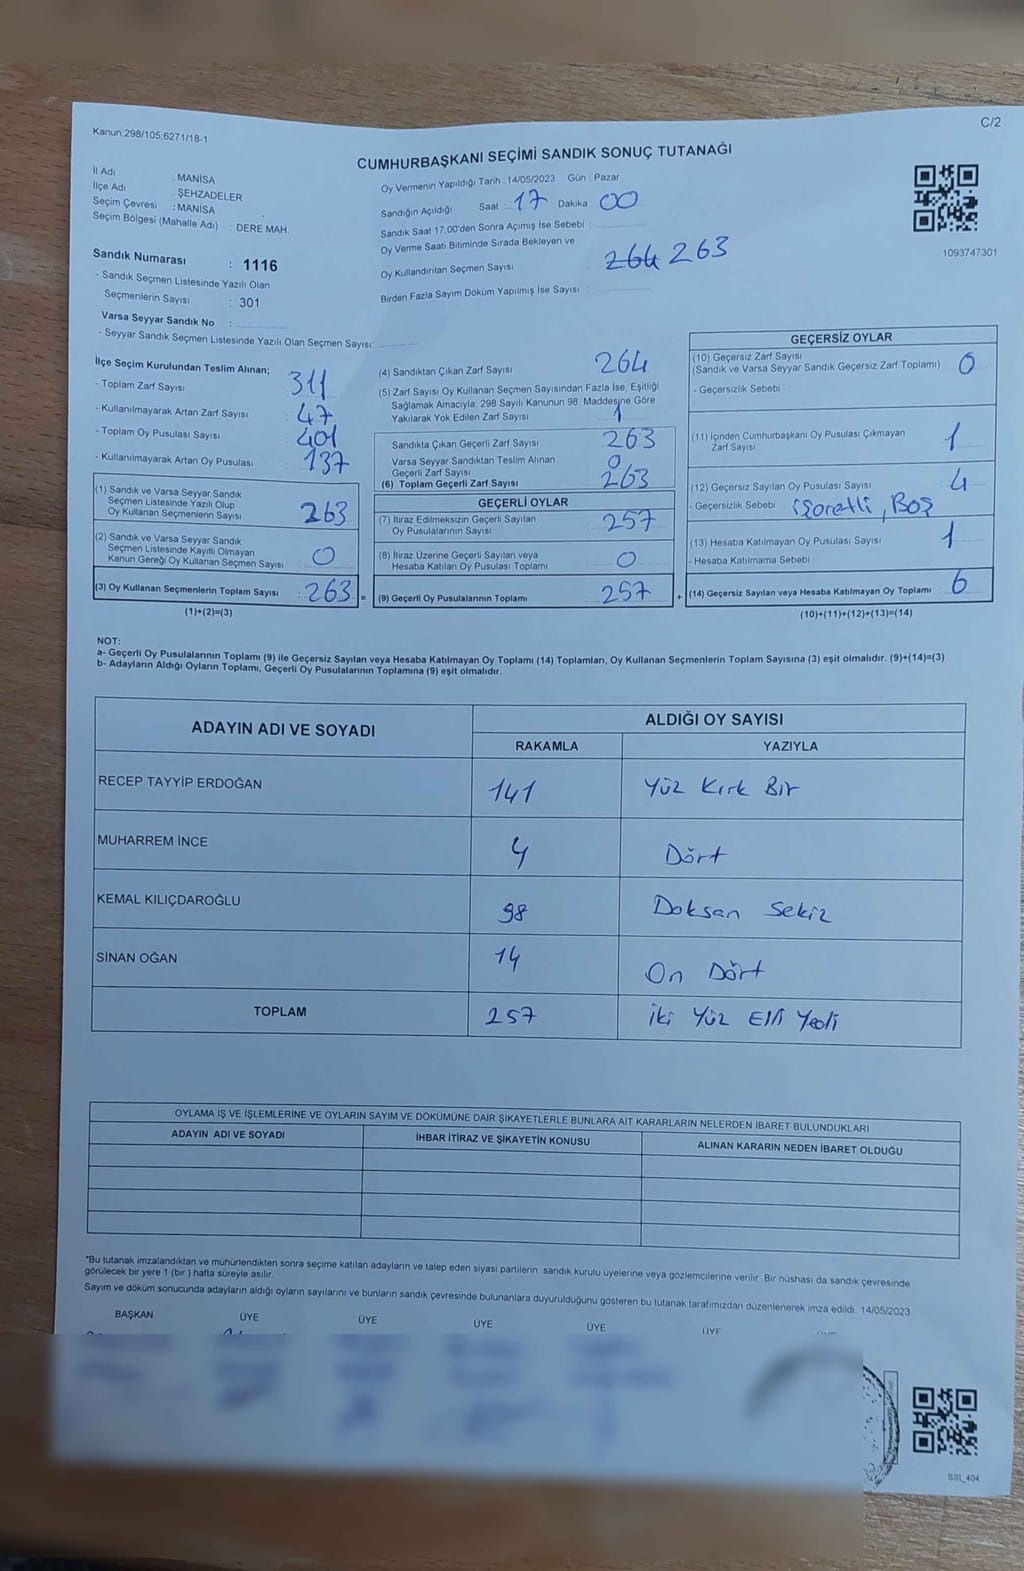 Kanun;298/105,6271/18-1
C/2
CUMHURBAŞKANI SEÇİMİ SANDIK SONUÇ TUTANAĞI
İl Adı : MANİSA
İlçe Adı : ŞEHZADELER
Seçim Çevresi : MANİSA
Seçim Bölgesi (Mahalle Adı) : DERE MAH.
Oy Vermenin Yapıldığı Tarih : 14/05/2023 Gün : Pazar
Sandığın Açıldığı Saat : 17 Dakika 00
Sandık Saat 17:00'den Sonra Açımış İse Sebebi :
Oy Verme Saati Bitiminde Sırada Bekleyen ve
Oy Kullandırılan Seçmen Sayısı : 264 263
Birden Fazla Sayım Döküm Yapılmış İse Sayısı :
1093747301
Sandık Numarası : 1116
- Sandık Seçmen Listesinde Yazılı Olan
Seçmenlerin Sayısı : 301
Varsa Seyyar Sandık No :
- Seyyar Sandık Seçmen Listesinde Yazılı Olan Seçmen Sayısı:
İlçe Seçim Kurulundan Teslim Alınan;
- Toplam Zarf Sayısı : 311
- Kullanılmayarak Artan Zarf Sayısı : 47
- Toplam Oy Pusulası Sayısı : 401
- Kullanılmayarak Artan Oy Pusulası : 137
(1) Sandık ve Varsa Seyyar Sandık
Seçmen Listesinde Yazılı Olup
Oy Kullanan Seçmenlerin Sayısı : 263
(2) Sandık ve Varsa Seyyar Sandık
Seçmen Listesinde Kayıtlı Olmayan
Kanun Gereği Oy Kullanan Seçmen Sayısı : 0
(3) Oy Kullanan Seçmenlerin Toplam Sayısı : 263 =
(1)+(2)=(3)
(4) Sandıktan Çıkan Zarf Sayısı : 264
(5) Zarf Sayısı Oy Kullanan Seçmen Sayısından Fazla İse, Eşitliği
Sağlamak Amacıyla; 298 Sayılı Kanunun 98. Maddesine Göre
Yakılarak Yok Edilen Zarf Sayısı : 1
Sandıkta Çıkan Geçerli Zarf Sayısı : 263
Varsa Seyyar Sandıktan Teslim Alınan
Geçerli Zarf Sayısı : 0
(6) Toplam Geçerli Zarf Sayısı : 263
GEÇERLİ OYLAR
(7) İtiraz Edilmeksizin Geçerli Sayılan
Oy Pusulalarının Sayısı : 257
(8) İtiraz Üzerine Geçerli Sayılan veya
Hesaba Katılan Oy Pusulası Toplamı : 0
(9) Geçerli Oy Pusulalarının Toplamı : 257 +
GEÇERSİZ OYLAR
(10) Geçersiz Zarf Sayısı
(Sandık ve Varsa Seyyar Sandık Geçersiz Zarf Toplamı) : 0
- Geçersizlik Sebebi :
(11) İçinden Cumhurbaşkanı Oy Pusulası Çıkmayan
Zarf Sayısı : 1
(12) Geçersiz Sayılan Oy Pusulası Sayısı : 4
- Geçersizlik Sebebi : işaretli, Boş
(13) Hesaba Katılmayan Oy Pusulası Sayısı : 1
- Hesaba Katılmama Sebebi :
(14) Geçersiz Sayılan veya Hesaba Katılmayan Oy Toplamı : 6
(10)+(11)+(12)+(13)=(14)
NOT:
a- Geçerli Oy Pusulalarının Toplamı (9) ile Geçersiz Sayılan veya Hesaba Katılmayan Oy Toplamı (14) Toplamları, Oy Kullanan Seçmenlerin Toplam Sayısına (3) eşit olmalıdır. (9)+(14)=(3)
b- Adayların Aldığı Oyların Toplamı, Geçerli Oy Pusulalarının Toplamına (9) eşit olmalıdır.
ADAYIN ADI VE SOYADI
ALDIĞI OY SAYISI
RAKAMLA YAZIYLA
RECEP TAYYİP ERDOĞAN 141 Yüz Kırk Bir
MUHARREM İNCE 4 Dört
KEMAL KILIÇDAROĞLU 98 Doksan Sekiz
SİNAN OĞAN 14 On Dört
TOPLAM 257 İki Yüz Elli Yedi
OYLAMA İŞ VE İŞLEMLERİNE VE OYLARIN SAYIM VE DÖKÜMÜNE DAİR ŞİKAYETLERLE BUNLARA AİT KARARLARIN NELERDEN İBARET BULUNDUKLARI
ADAYIN ADI VE SOYADI İHBAR İTİRAZ VE ŞİKAYETİN KONUSU ALINAN KARARIN NEDEN İBARET OLDUĞU
*Bu tutanak imzalandıktan ve mühürlendikten sonra seçime katılan adayların ve talep eden siyasi partilerin sandık kurulu üyelerine veya gözlemcilerine verilir. Bir nüshası da sandık çevresinde
görülecek bir yere 1 (bir ) hafta süreyle asılır.
Sayım ve döküm sonucunda adayların aldığı oyların sayılarını ve bunların sandık çevresinde bulunanlara duyurulduğunu gösteren bu tutanak tarafımızdan düzenlenerek imza edildi. 14/05/2023
BAŞKAN ÜYE ÜYE ÜYE ÜYE ÜYE
SSI_404